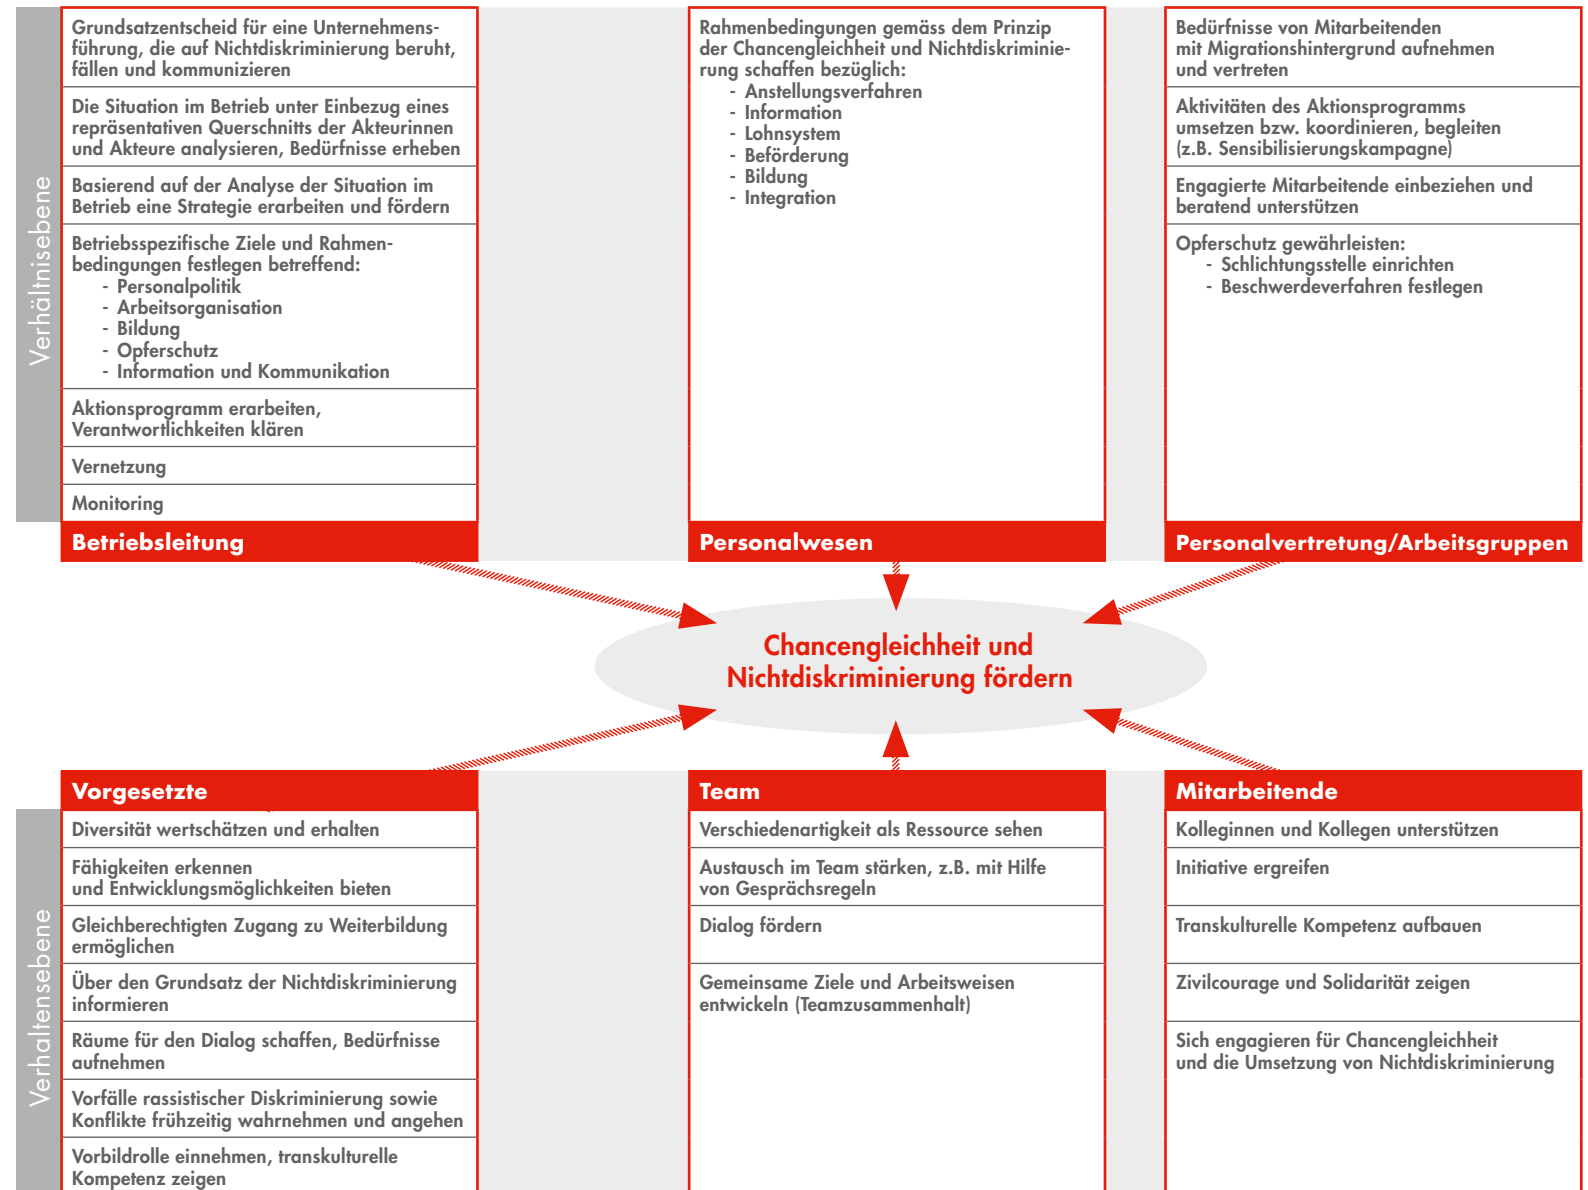 Verhältnisebene
Grundsatzentscheid für eine Unternehmens-
führung, die auf Nichtdiskriminierung beruht,
fällen und kommunizieren
Die Situation im Betrieb unter Einbezug eines
repräsentativen Querschnitts der Akteurinnen
und Akteure analysieren, Bedürfnisse erheben
Basierend auf der Analyse der Situation im
Betrieb eine Strategie erarbeiten und fördern
Betriebsspezifische Ziele und Rahmen-
bedingungen festlegen betreffend:
- Personalpolitik
- Arbeitsorganisation
- Bildung
- Opferschutz
- Information und Kommunikation
Aktionsprogramm erarbeiten,
Verantwortlichkeiten klären
Vernetzung
Monitoring
Betriebsleitung
Rahmenbedingungen gemäss dem Prinzip
der Chancengleichheit und Nichtdiskriminie-
rung schaffen bezüglich:
- Anstellungsverfahren
- Information
- Lohnsystem
- Beförderung
- Bildung
- Integration
Personalwesen
Bedürfnisse von Mitarbeitenden
mit Migrationshintergrund aufnehmen
und vertreten
Aktivitäten des Aktionsprogramms
umsetzen bzw. koordinieren, begleiten
(z.B. Sensibilisierungskampagne)
Engagierte Mitarbeitende einbeziehen und
beratend unterstützen
Opferschutz gewährleisten:
- Schlichtungsstelle einrichten
- Beschwerdeverfahren festlegen
Personalvertretung/Arbeitsgruppen
Chancengleichheit und
Nichtdiskriminierung fördern
Verhaltensebene
Vorgesetzte
Diversität wertschätzen und erhalten
Fähigkeiten erkennen
und Entwicklungsmöglichkeiten bieten
Gleichberechtigten Zugang zu Weiterbildung
ermöglichen
Über den Grundsatz der Nichtdiskriminierung
informieren
Räume für den Dialog schaffen, Bedürfnisse
aufnehmen
Vorfälle rassistischer Diskriminierung sowie
Konflikte frühzeitig wahrnehmen und angehen
Vorbildrolle einnehmen, transkulturelle
Kompetenz zeigen
Team
Verschiedenartigkeit als Ressource sehen
Austausch im Team stärken, z.B. mit Hilfe
von Gesprächsregeln
Dialog fördern
Gemeinsame Ziele und Arbeitsweisen
entwickeln (Teamzusammenhalt)
Mitarbeitende
Kolleginnen und Kollegen unterstützen
Initiative ergreifen
Transkulturelle Kompetenz aufbauen
Zivilcourage und Solidarität zeigen
Sich engagieren für Chancengleichheit
und die Umsetzung von Nichtdiskriminierung